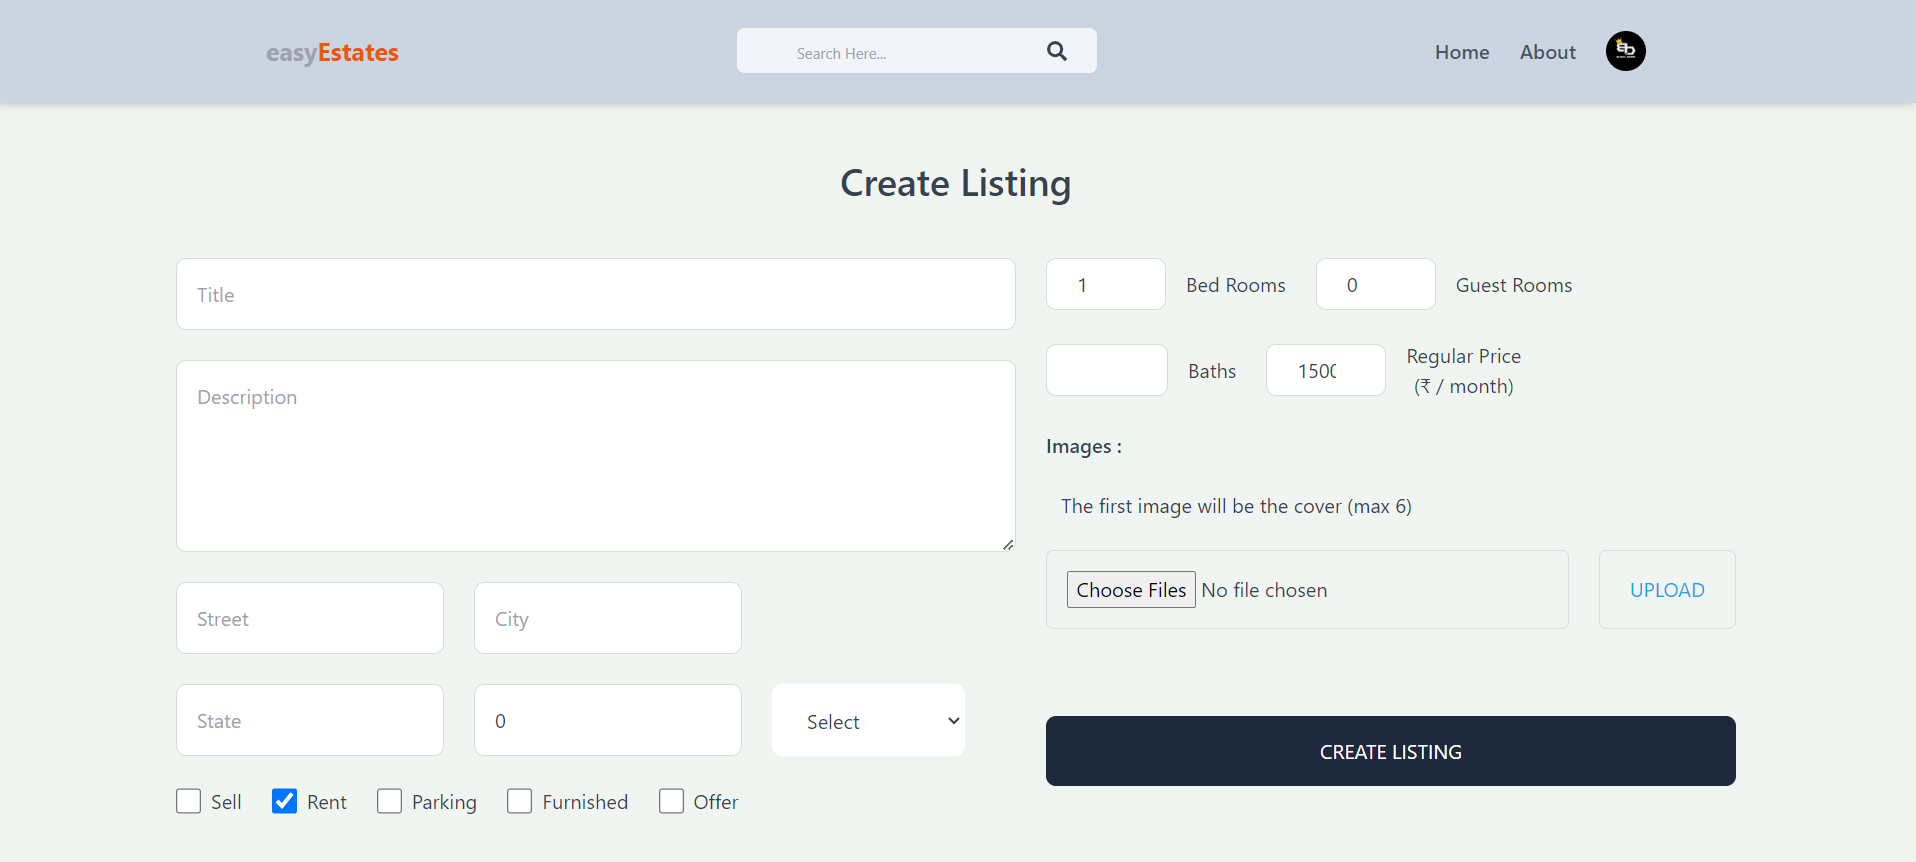 easyEstates
Search Here...
Home
About
Create Listing
Title
Description
Street
City
State
0
Select
Sell
Rent
Parking
Furnished
Offer
1
Bed Rooms
0
Guest Rooms
Baths
1500
Regular Price
(₹ / month)
Images :
The first image will be the cover (max 6)
Choose Files No file chosen
UPLOAD
CREATE LISTING